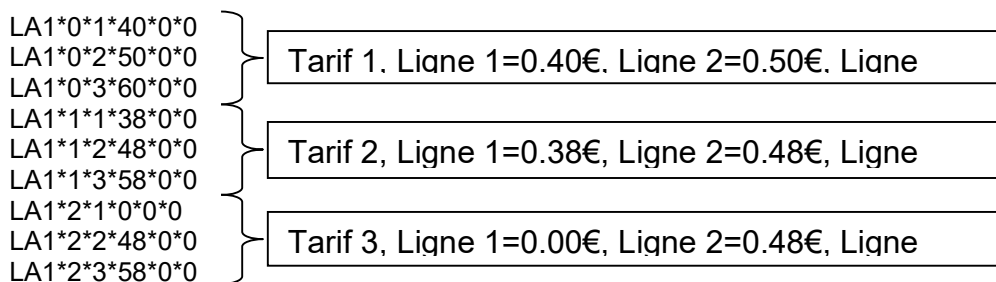 LA1*0*1*40*0*0
LA1*0*2*50*0*0
LA1*0*3*60*0*0
Tarif 1, Ligne 1=0.40€, Ligne 2=0.50€, Ligne
LA1*1*1*38*0*0
LA1*1*2*48*0*0
LA1*1*3*58*0*0
Tarif 2, Ligne 1=0.38€, Ligne 2=0.48€, Ligne
LA1*2*1*0*0*0
LA1*2*2*48*0*0
LA1*2*3*58*0*0
Tarif 3, Ligne 1=0.00€, Ligne 2=0.48€, Ligne